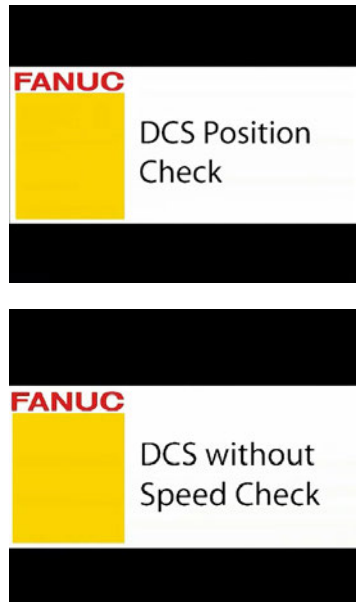 FANUC
DCS Position
Check
FANUC
DCS without
Speed Check